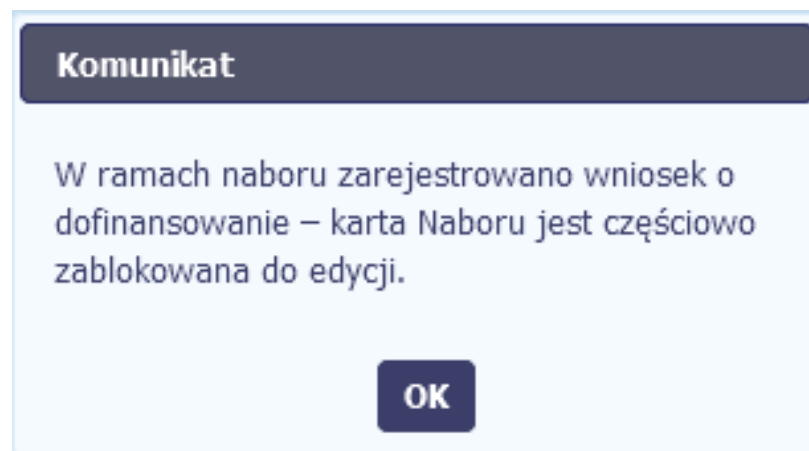 Komunikat
W ramach naboru zarejestrowano wniosek o
dofinansowanie – karta Naboru jest częściowo
zablokowana do edycji.
OK